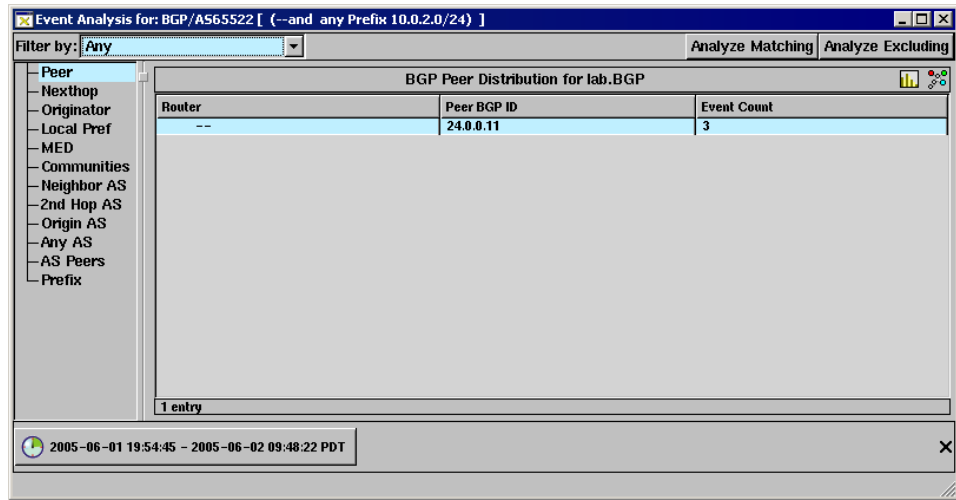 Event Analysis for: BGP/AS65522 [ (--and any Prefix 10.0.2.0/24) ]
Filter by: Any Analyze Matching Analyze Excluding
Peer
Nexthop
Originator
Local Pref
MED
Communities
Neighbor AS
2nd Hop AS
Origin AS
Any AS
AS Peers
Prefix
BGP Peer Distribution for lab.BGP
Router Peer BGP ID Event Count
-- 24.0.0.11 3
1 entry
2005-06-01 19:54:45 - 2005-06-02 09:48:22 PDT